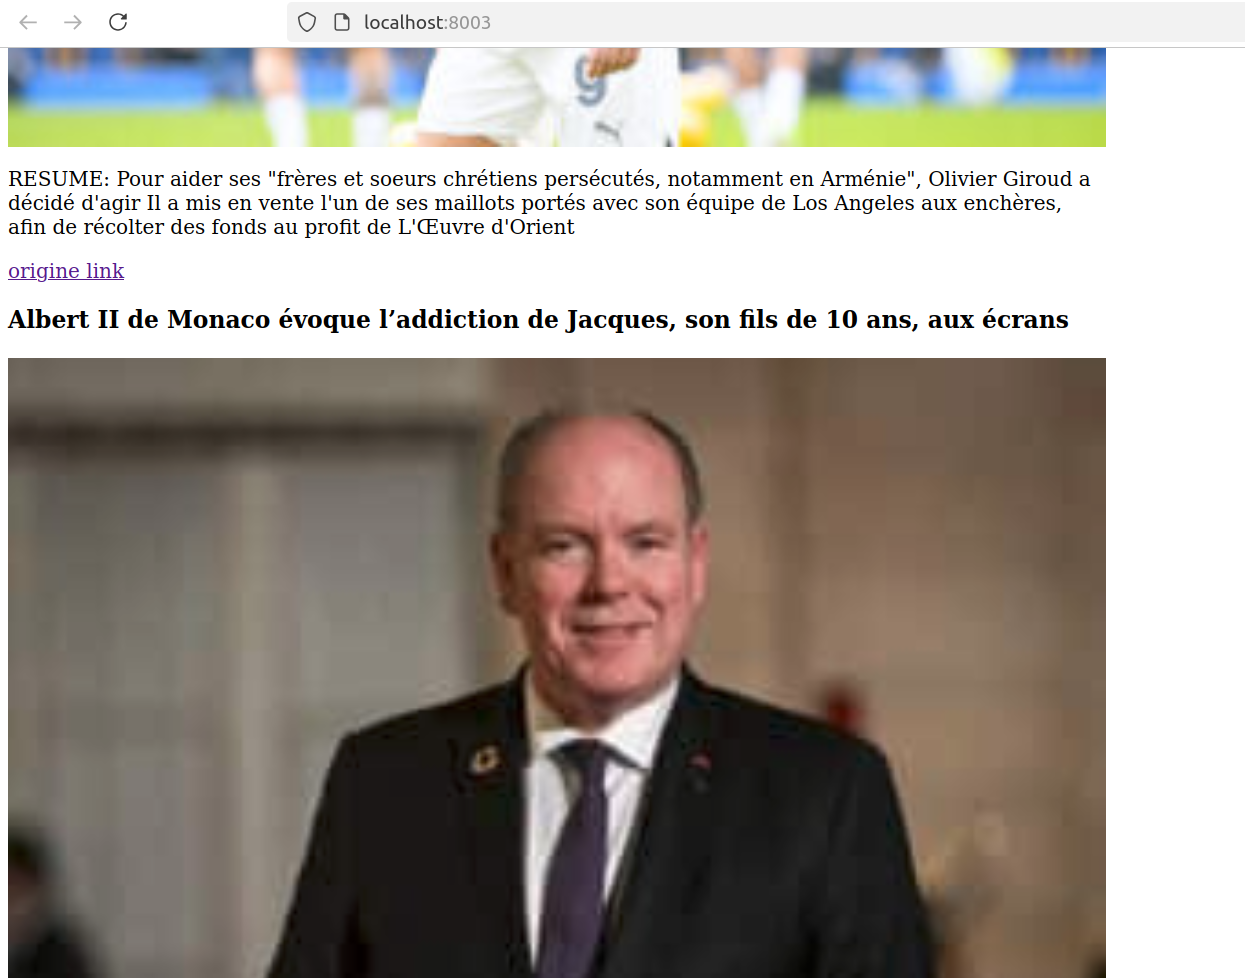 localhost:8003
9
RESUME: Pour aider ses "frères et soeurs chrétiens persécutés, notamment en Arménie", Olivier Giroud a
décidé d'agir Il a mis en vente l'un de ses maillots portés avec son équipe de Los Angeles aux enchères,
afin de récolter des fonds au profit de L'Œuvre d'Orient
origine link
Albert II de Monaco évoque l’addiction de Jacques, son fils de 10 ans, aux écrans